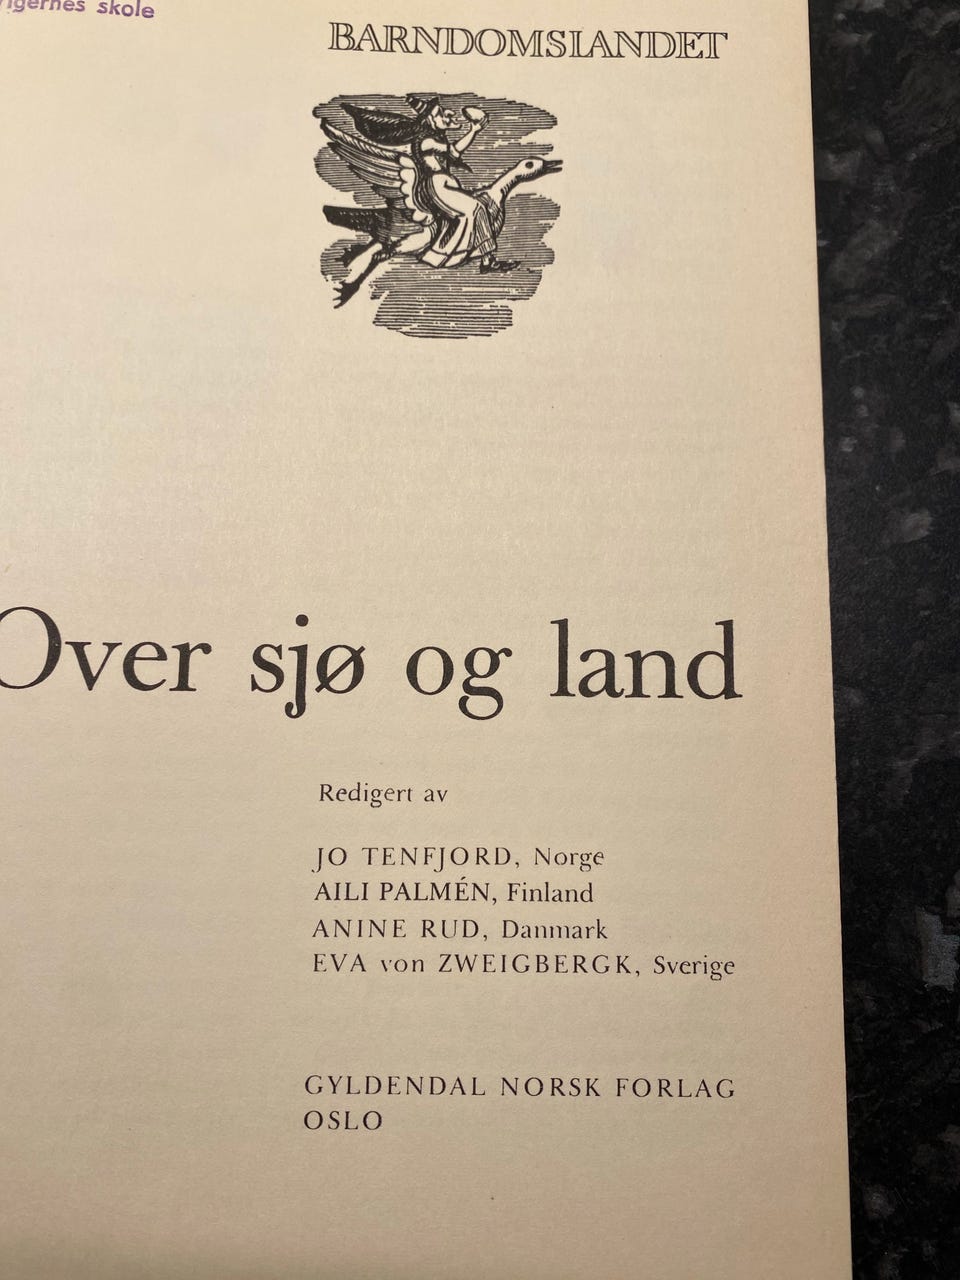 skole
BARNDOMSLANDET
Over sjø og land
Redigert av
JO TENFJORD, Norge
AILI PALMÉN, Finland
ANINE RUD, Danmark
EVA von ZWEIGBERGK, Sverige
GYLDENDAL NORSK FORLAG
OSLO